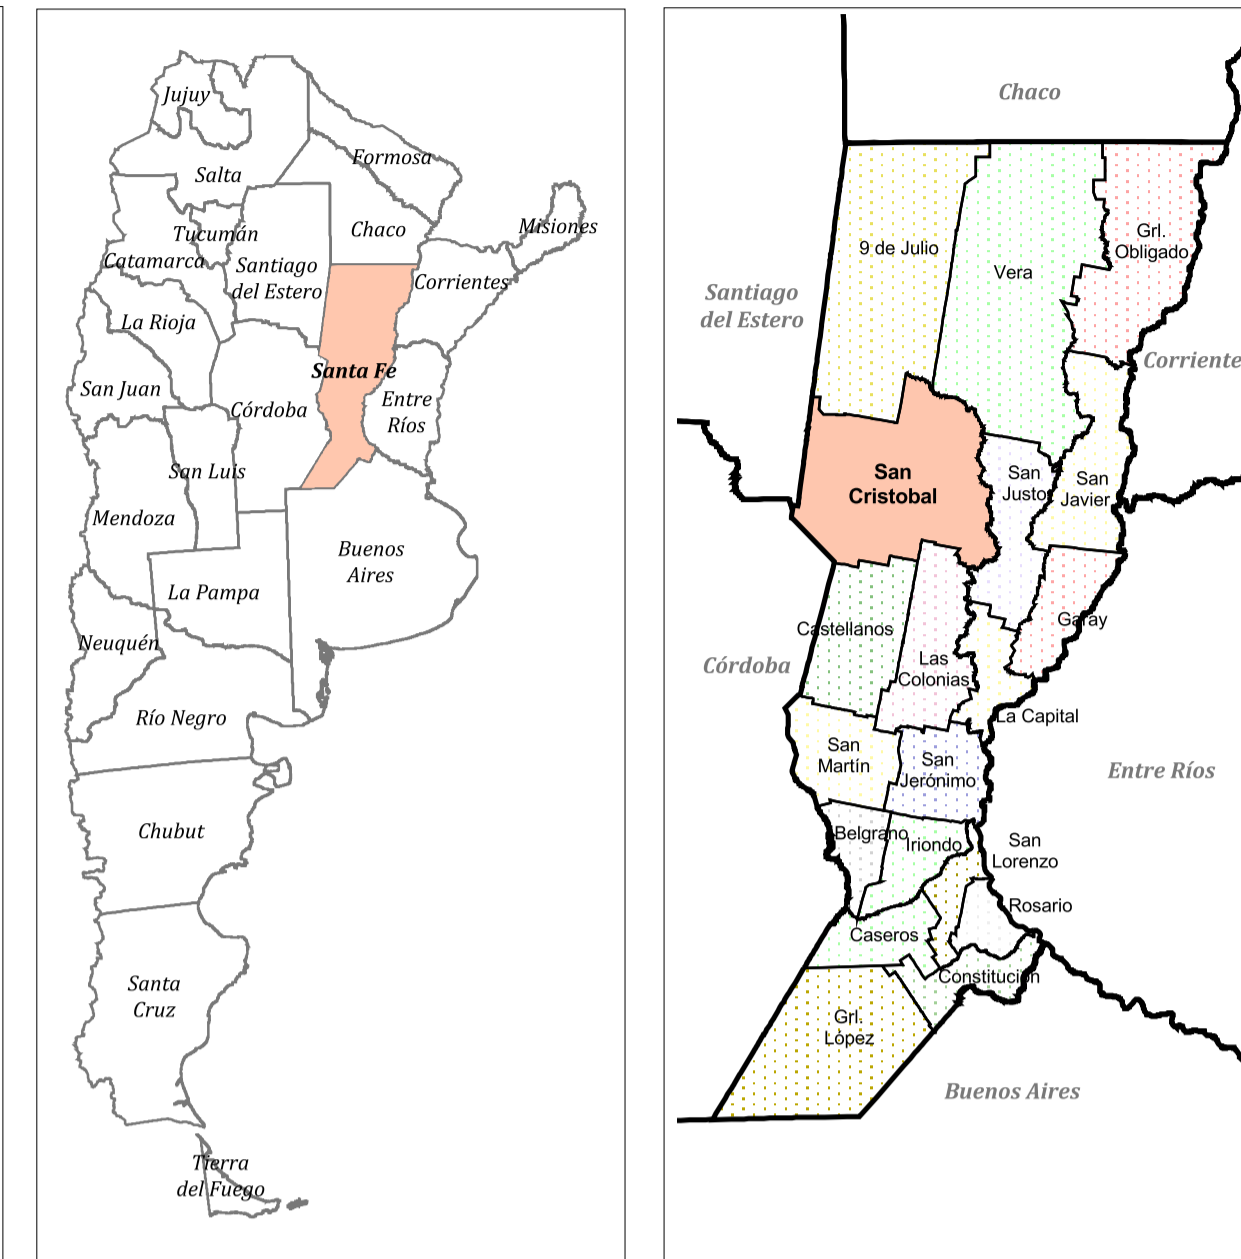 Jujuy
Salta
Formosa
Chaco
Misiones
Tucumán
Catamarca
Santiago
del Estero
Corrientes
La Rioja
Santa Fe
San Juan
Córdoba
Entre
Ríos
San Luis
Mendoza
Buenos
Aires
La Pampa
Neuquén
Río Negro
Chubut
Santa
Cruz
Tierra
del Fuego
Chaco
9 de Julio
Vera
Grl.
Obligado
Santiago
del Estero
Corriente
San
Cristobal
San
Justo
San
Javier
Castellanos
Garay
Las
Colonias
Córdoba
La Capital
San
Martín
San
Jerónimo
Entre Ríos
Belgrano
Iriondo
San
Lorenzo
Rosario
Caseros
Constitución
Grl.
López
Buenos Aires